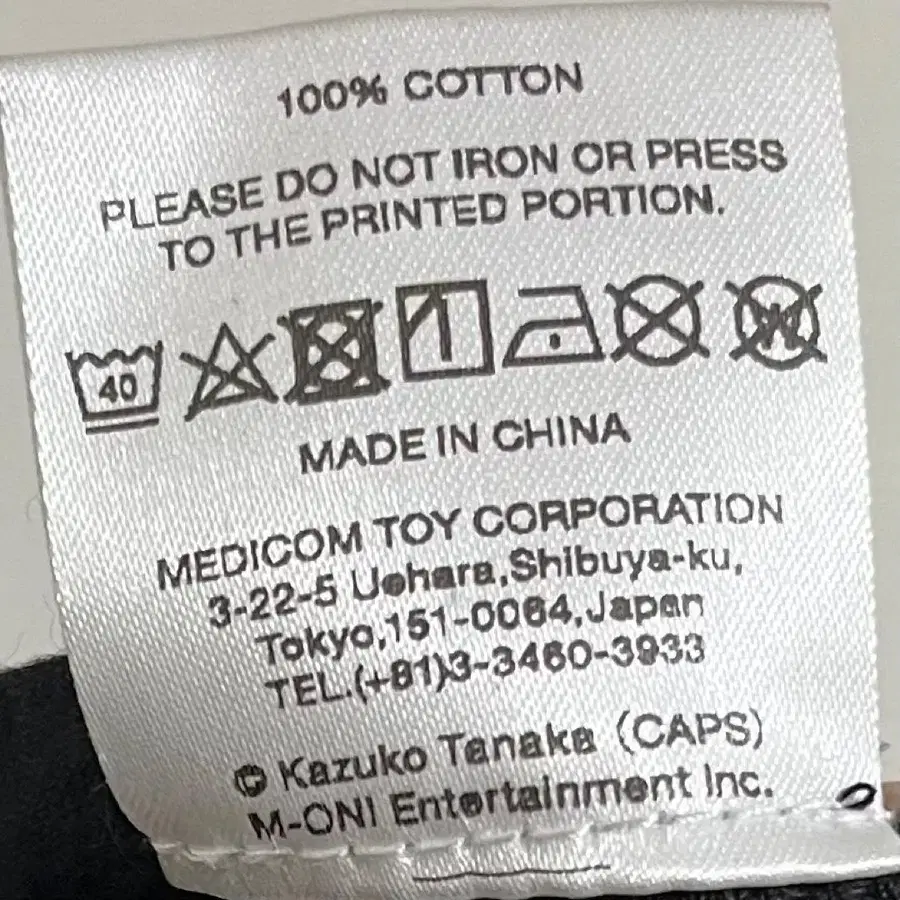 100% COTTON
PLEASE DO NOT IRON OR PRESS
TO THE PRINTED PORTION.
40
W
MADE IN CHINA
MEDICOM TOY CORPORATION
3-22-5 Uehara,Shibuya-ku,
Tokyo,151-0064,Japan
TEL.(+81)3-3460-3933
© Kazuko Tanaka (CAPS)
M-ONI Entertainment Inc.